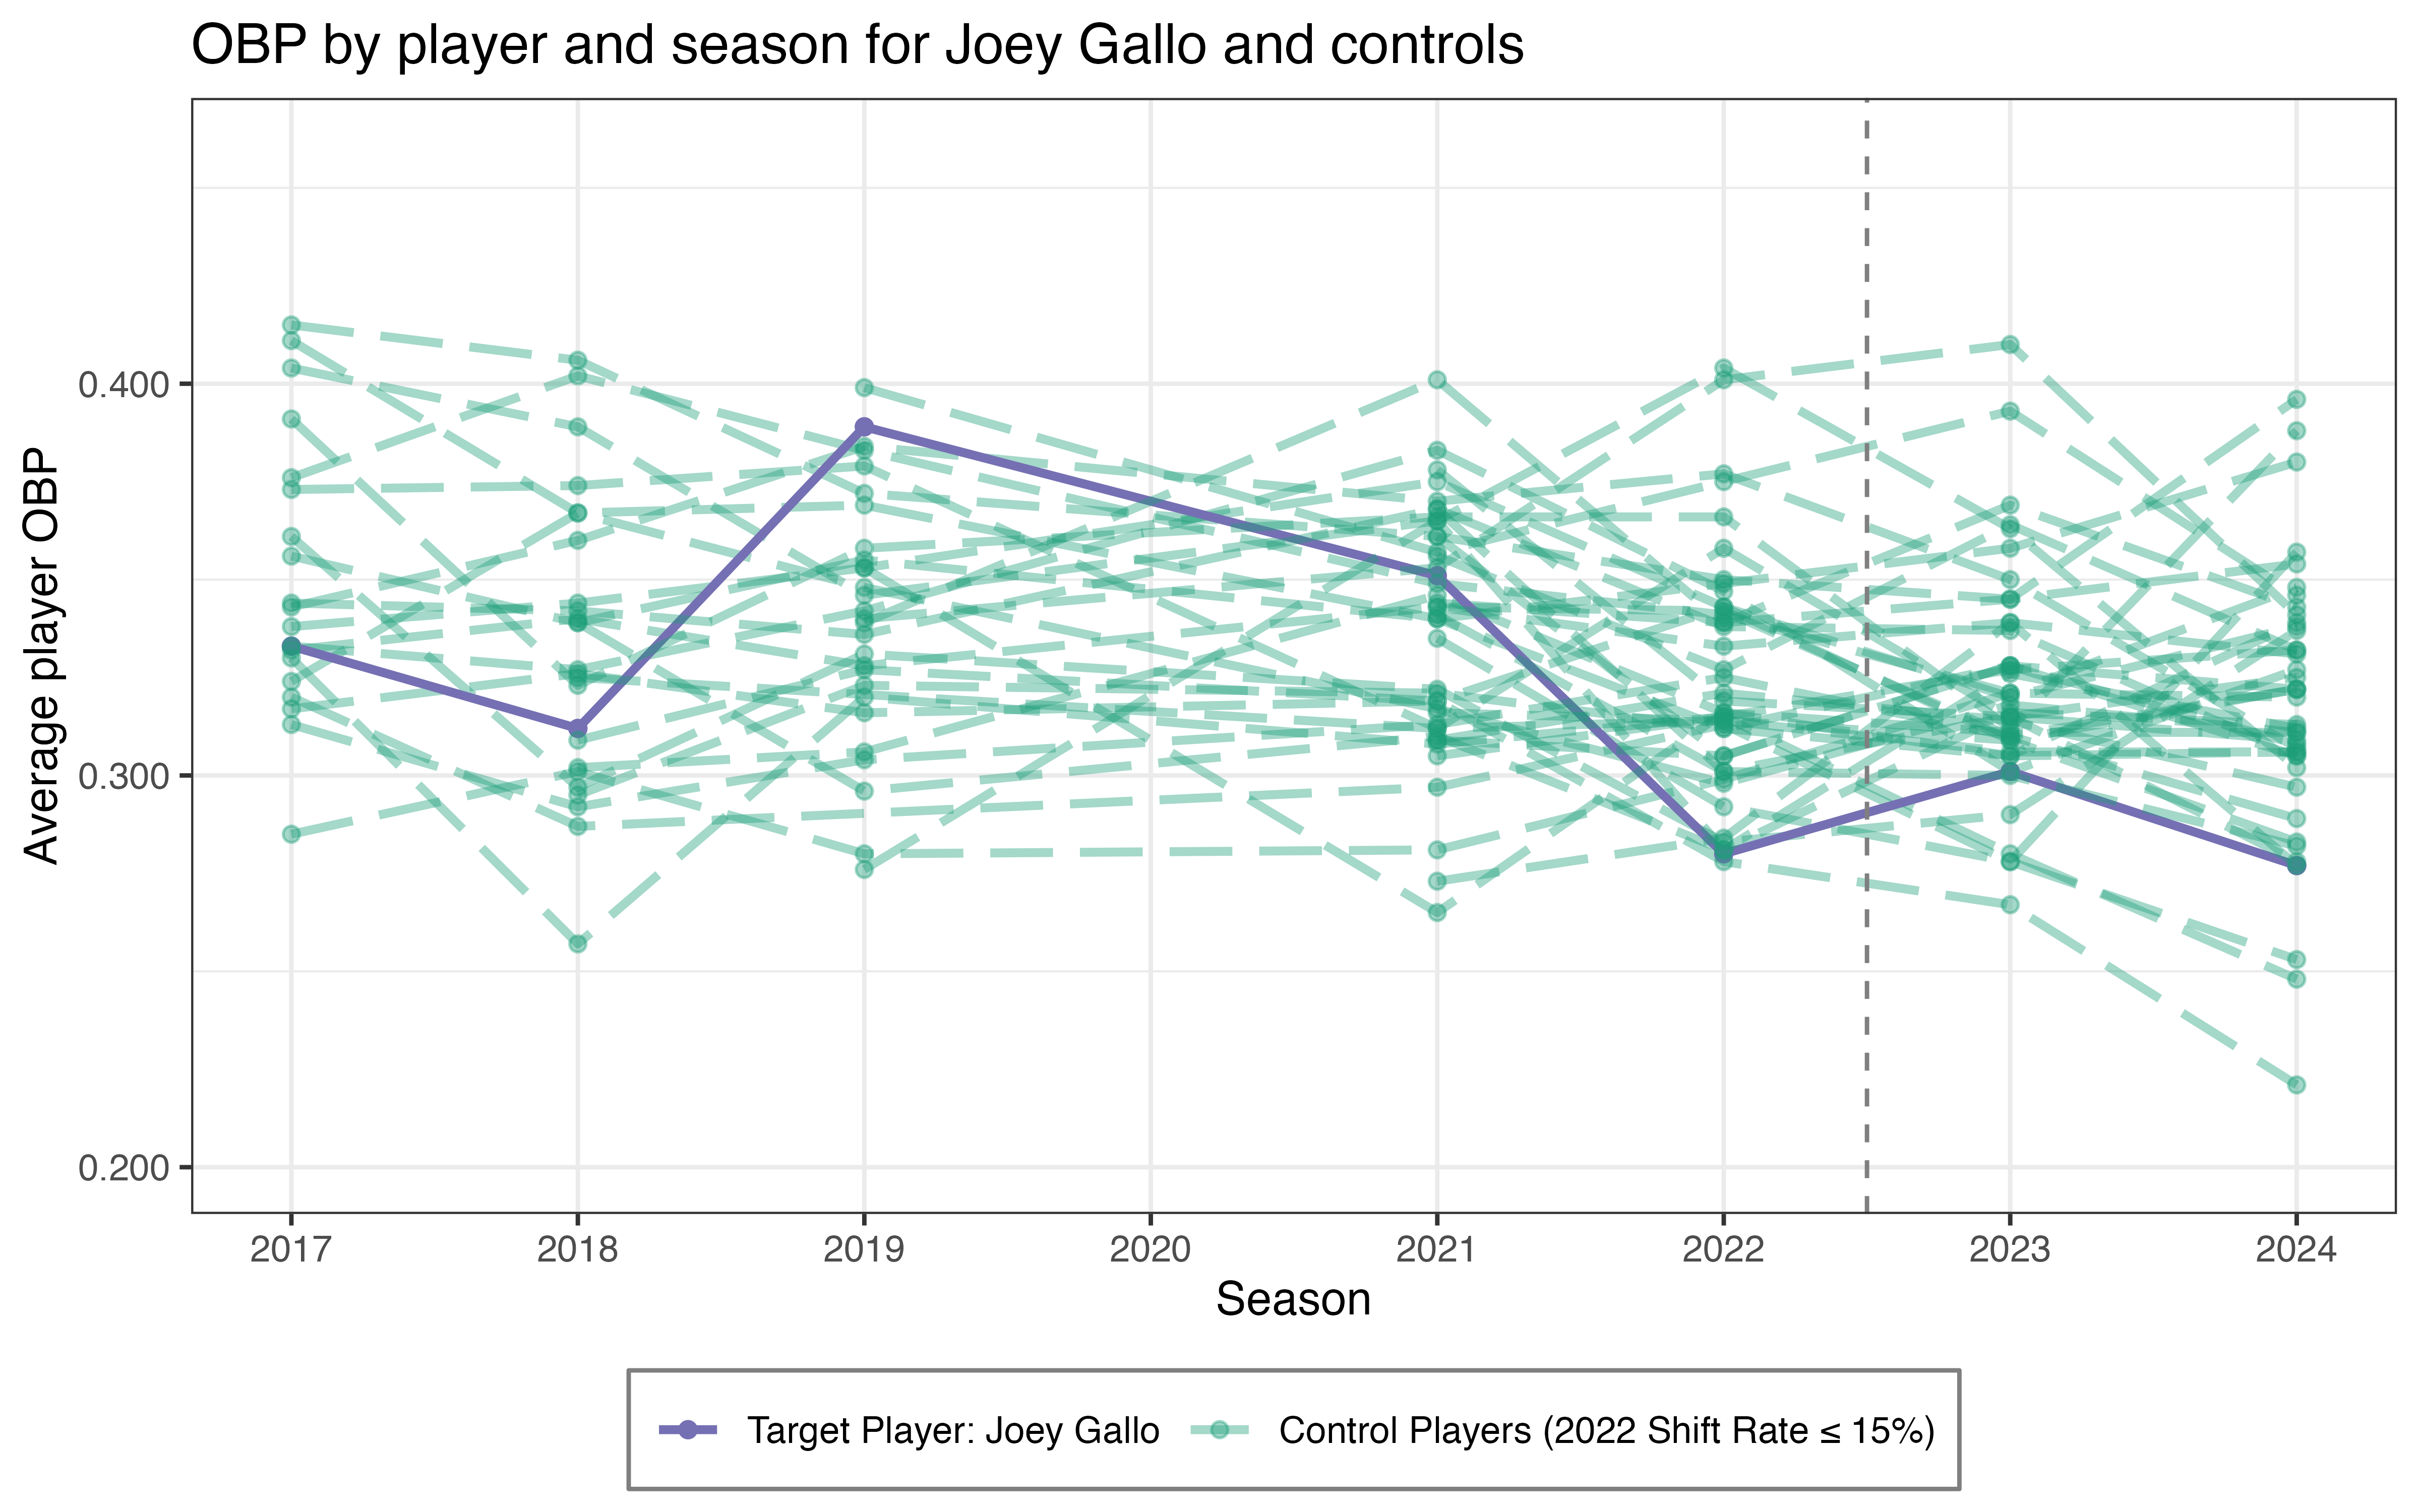 OBP by player and season for Joey Gallo and controls
Average player OBP
0.400
0.300
0.200
2017 2018 2019 2020 2021 2022 2023 2024
Season
Target Player: Joey Gallo Control Players (2022 Shift Rate ≤ 15%)